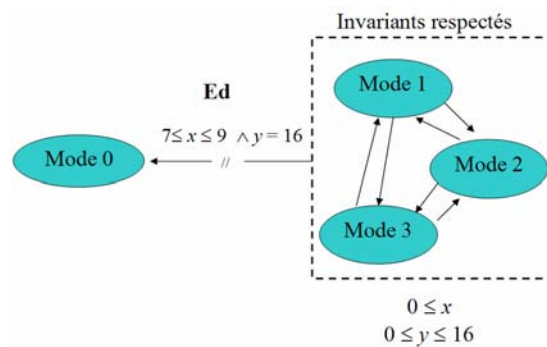 Invariants respectés
Mode 1
Ed
7≤ x ≤ 9 ∧ y = 16
Mode 0
//
Mode 2
Mode 3
0 ≤ x
0 ≤ y ≤ 16